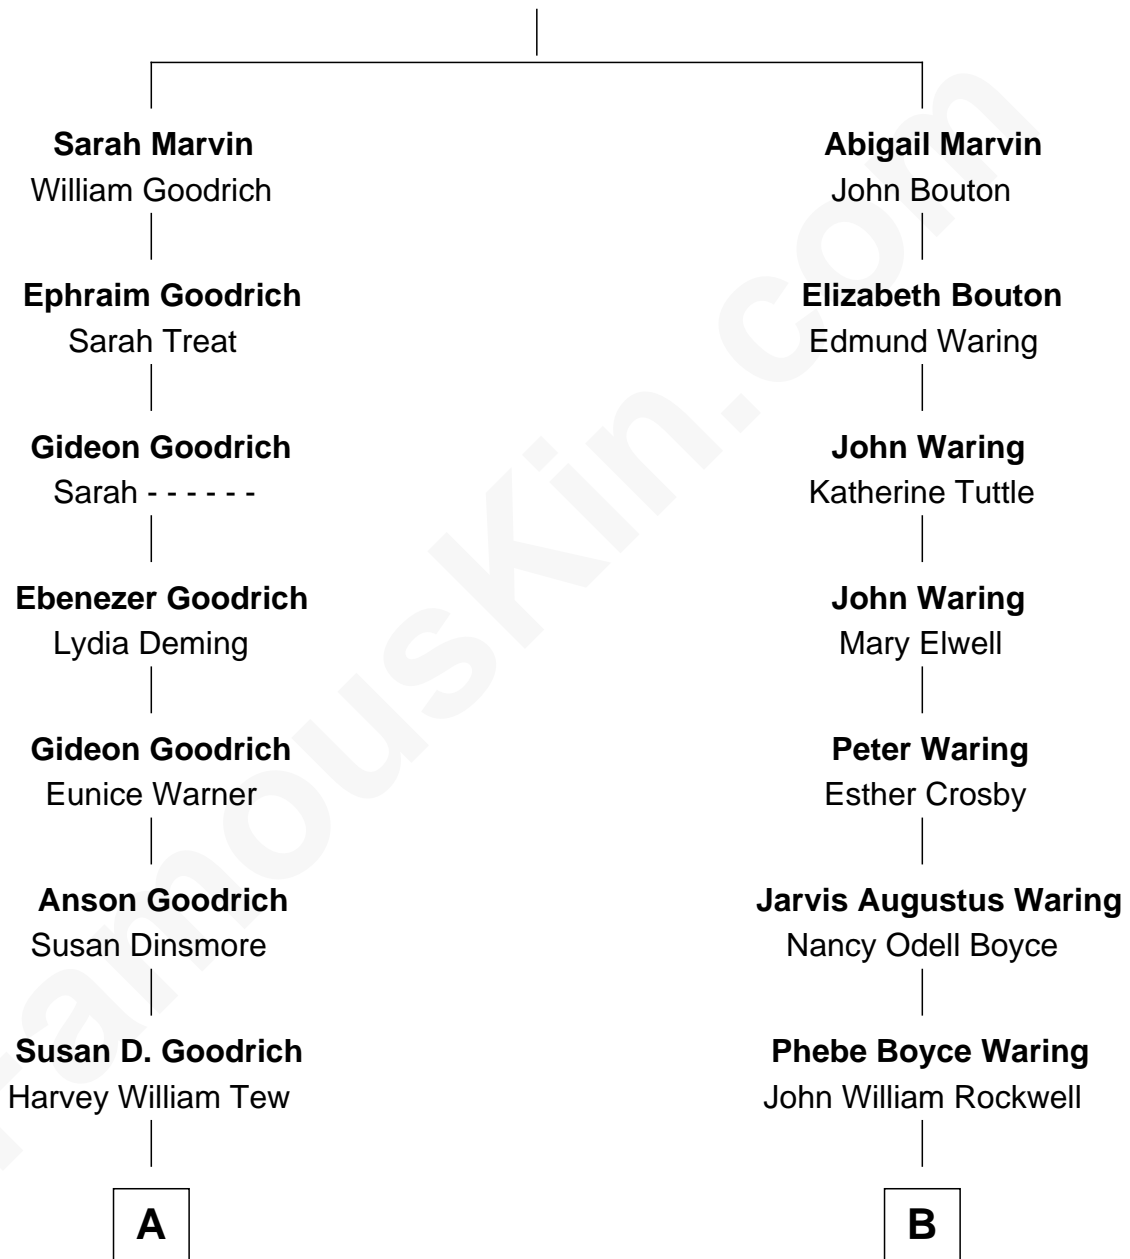 Sarah Marvin
William Goodrich
Ephraim Goodrich
Sarah Treat
Gideon Goodrich
Sarah - - - - - -
Ebenezer Goodrich
Lydia Deming
Gideon Goodrich
Eunice Warner
Anson Goodrich
Susan Dinsmore
Susan D. Goodrich
Harvey William Tew
A
Abigail Marvin
John Bouton
Elizabeth Bouton
Edmund Waring
John Waring
Katherine Tuttle
John Waring
Mary Elwell
Peter Waring
Esther Crosby
Jarvis Augustus Waring
Nancy Odell Boyce
Phebe Boyce Waring
John William Rockwell
B
FamousKin.com